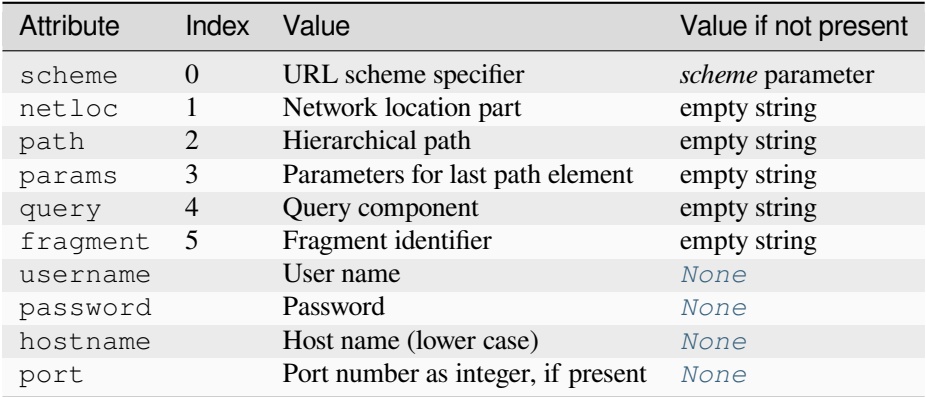 Attribute Index Value Value if not present
scheme 0 URL scheme specifier scheme parameter
netloc 1 Network location part empty string
path 2 Hierarchical path empty string
params 3 Parameters for last path element empty string
query 4 Query component empty string
fragment 5 Fragment identifier empty string
username User name None
password Password None
hostname Host name (lower case) None
port Port number as integer, if present None